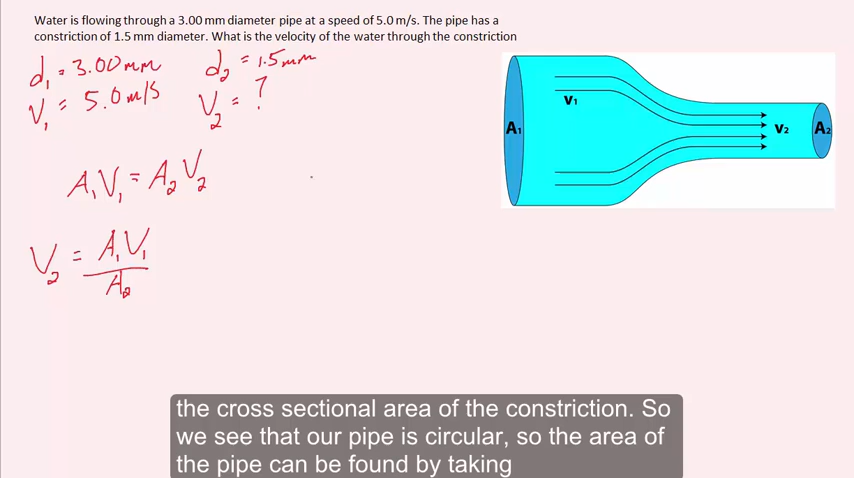 Water is flowing through a 3.00 mm diameter pipe at a speed of 5.0 m/s. The pipe has a
constriction of 1.5 mm diameter. What is the velocity of the water through the constriction
d₁ = 3.00 mm d₂ = 1.5 mm
V₁ = 5.0 m/s V₂ = ?
A₁V₁ = A₂V₂
V₂ = A₁V₁
A₂
A₁ v₁ v₂ A₂
the cross sectional area of the constriction. So
we see that our pipe is circular, so the area of
the pipe can be found by taking